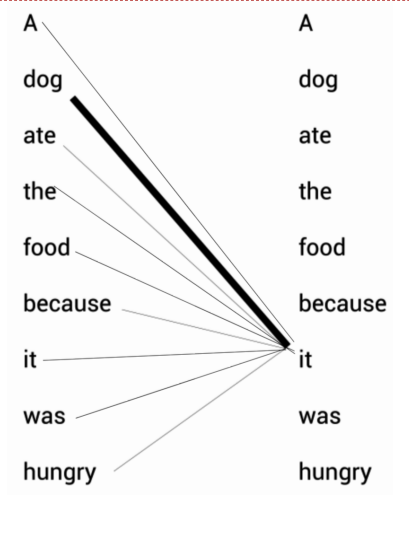 A A
dog dog
ate ate
the the
food food
because because
it it
was was
hungry hungry